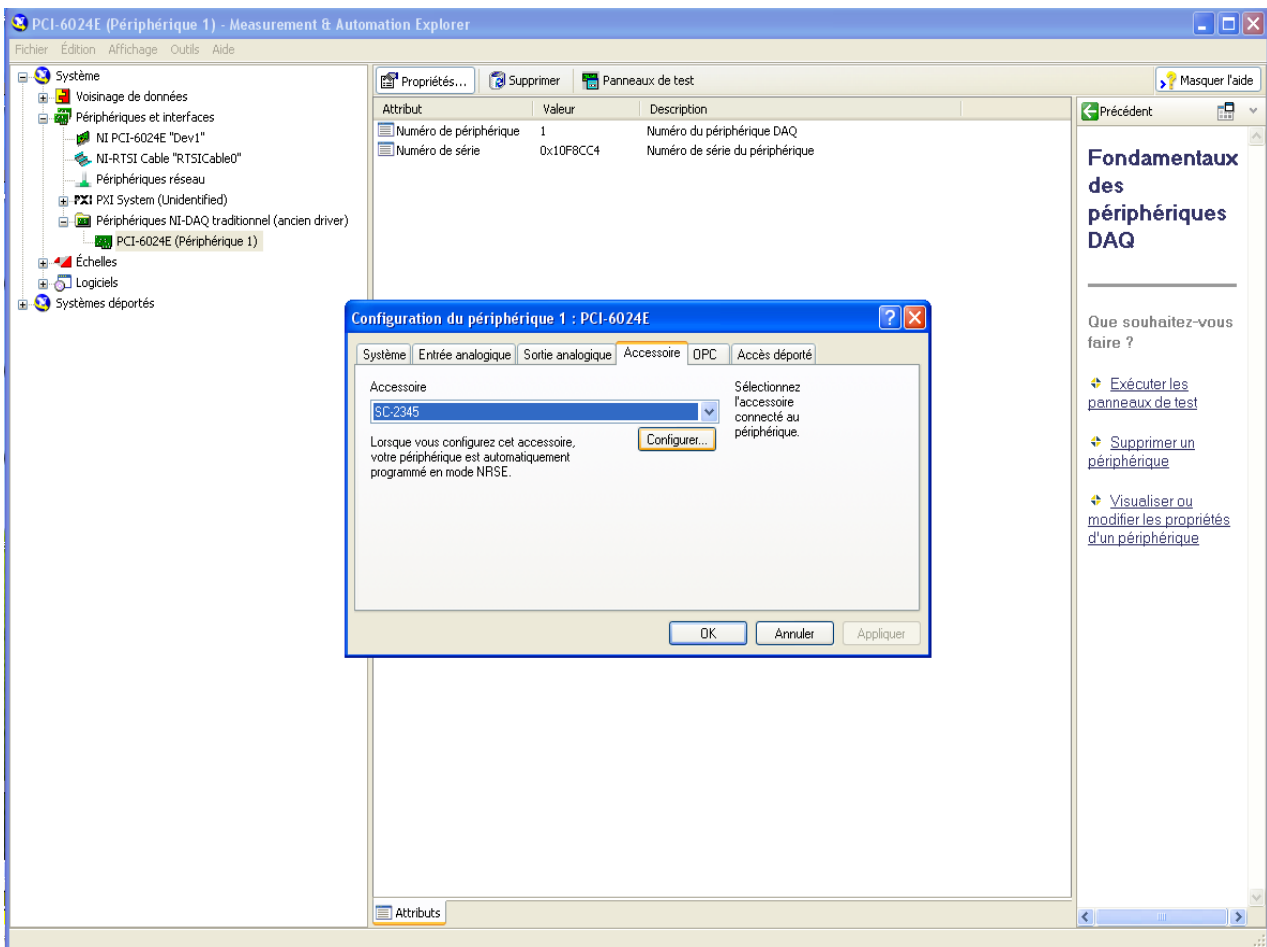 PCI-6024E (Périphérique 1) - Measurement & Automation Explorer
Fichier Édition Affichage Outils Aide
Système
Voisinage de données
Périphériques et interfaces
NI PCI-6024E "Dev1"
NI-RTSI Cable "RTSICable0"
Périphériques réseau
PXI PXI System (Unidentified)
Périphériques NI-DAQ traditionnel (ancien driver)
PCI-6024E (Périphérique 1)
Échelles
Logiciels
Systèmes déportés
Propriétés... Supprimer Panneaux de test Masquer l'aide
Attribut Valeur Description
Numéro de périphérique 1 Numéro du périphérique DAQ
Numéro de série 0x10F8CC4 Numéro de série du périphérique
Configuration du périphérique 1 : PCI-6024E
Système Entrée analogique Sortie analogique Accessoire OPC Accès déporté
Accessoire
SC-2345
Configurer...
Lorsque vous configurez cet accessoire,
votre périphérique est automatiquement
programmé en mode NRSE.
Sélectionnez
l'accessoire
connecté au
périphérique.
OK Annuler Appliquer
Précédent
Fondamentaux
des
périphériques
DAQ
Que souhaitez-vous
faire ?
Exécuter les
panneaux de test
Supprimer un
périphérique
Visualiser ou
modifier les propriétés
d'un périphérique
Attributs